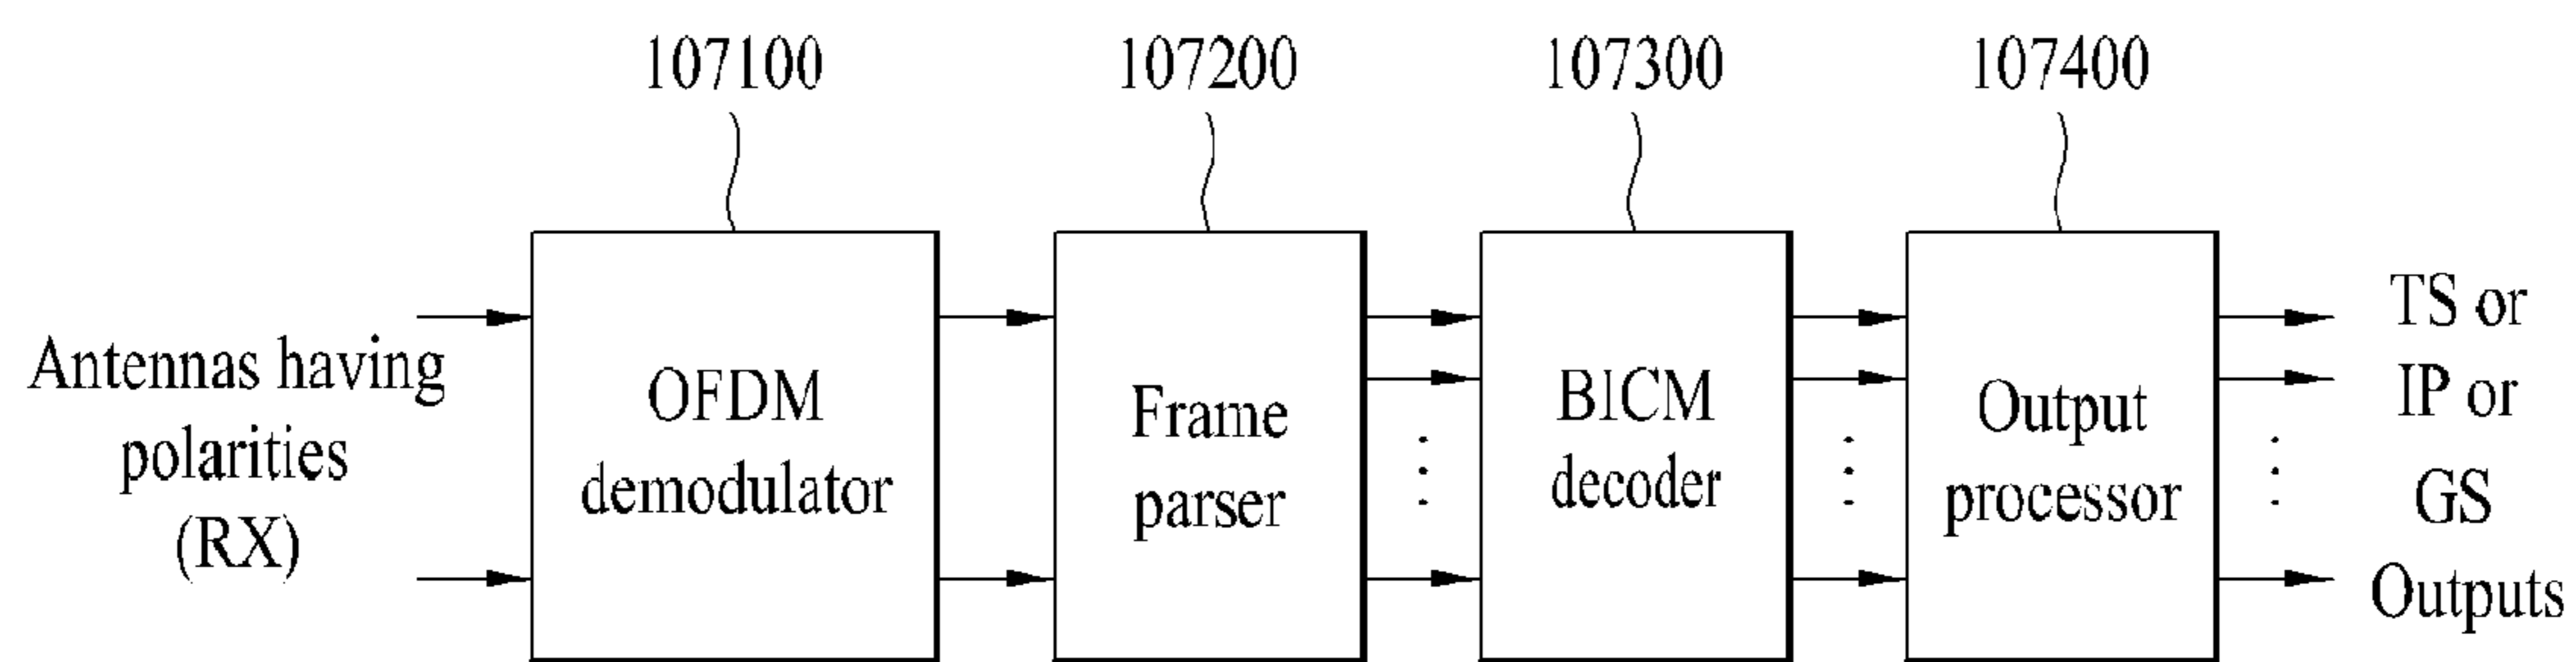 107100
107200
107300
107400
Antennas having
polarities
(RX)
OFDM
demodulator
Frame
parser
BICM
decoder
Output
processor
TS or
IP or
GS
Outputs